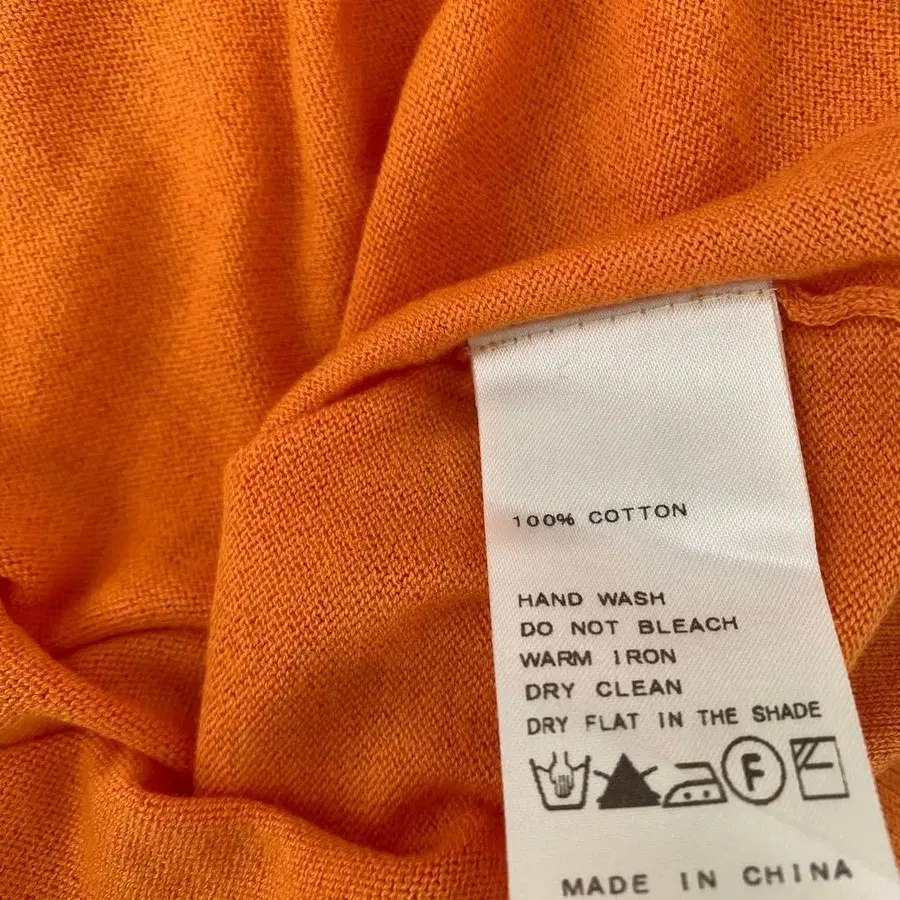 100% COTTON
HAND WASH
DO NOT BLEACH
WARM IRON
DRY CLEAN
DRY FLAT IN THE SHADE
F
MADE IN CHINA